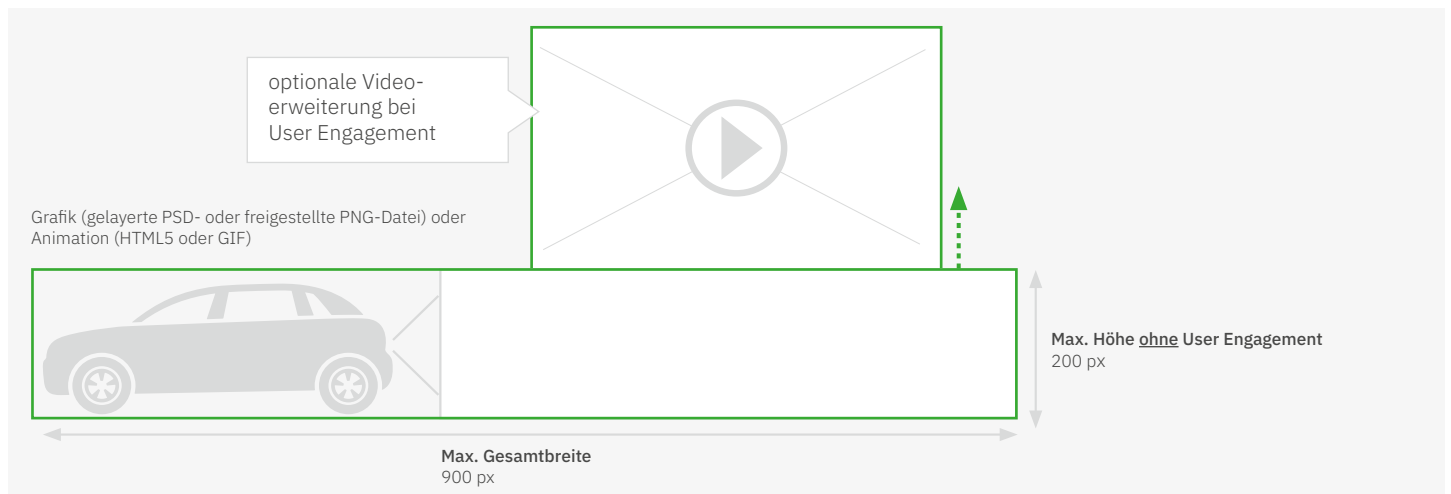 optionale Video-
erweiterung bei
User Engagement
Grafik (gelayerte PSD- oder freigestellte PNG-Datei) oder
Animation (HTML5 oder GIF)
Max. Höhe ohne User Engagement
200 px
Max. Gesamtbreite
900 px